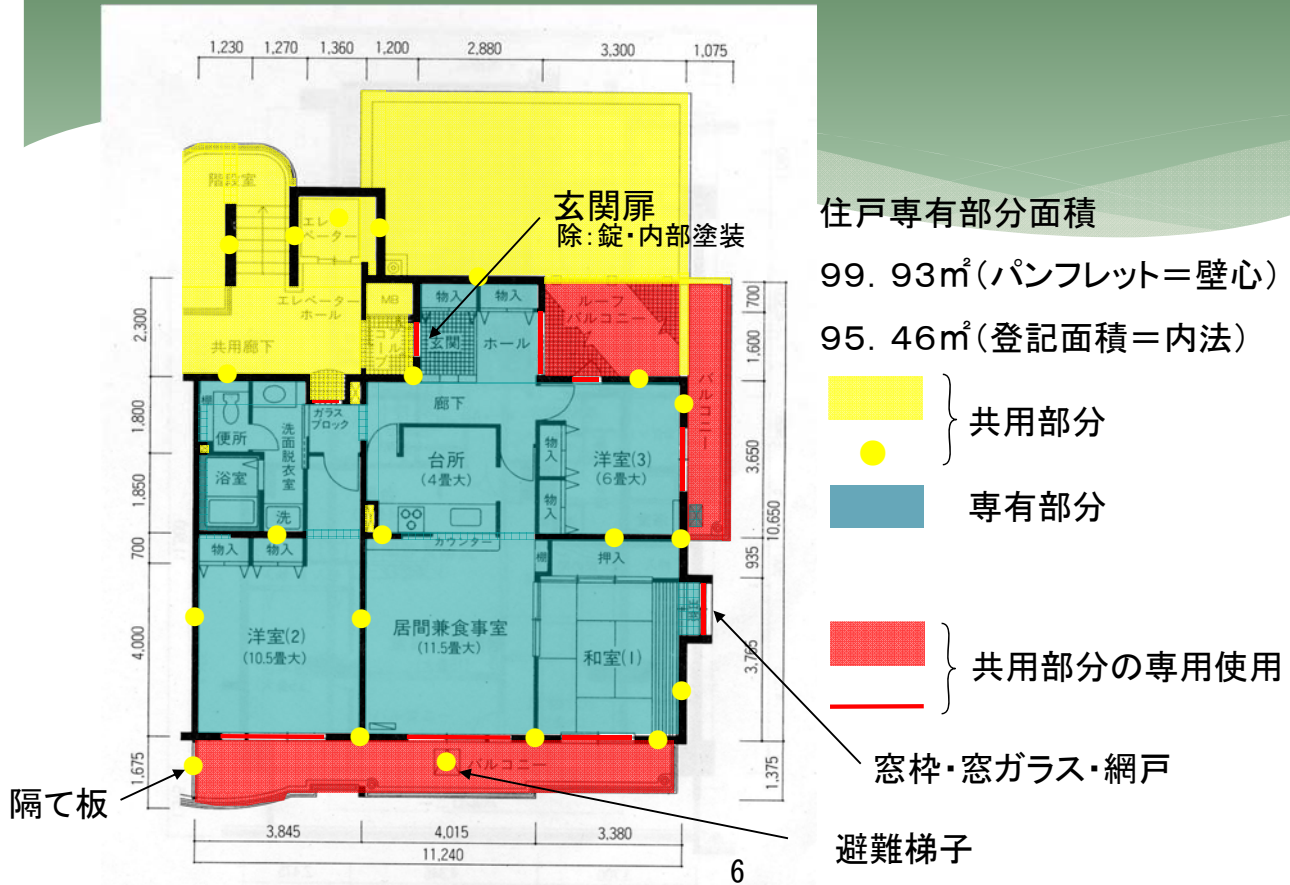 1,230 1,270 1,360 1,200 2,880 3,300 1,075
階段室
エレ
ベーター
エレベーター
ホール
共用廊下
MB
アルコープ
物入 物入
玄関
ホール
ルーフ
バルコニー
バルコニー
玄関扉
除:錠・内部塗装
2,300
1,800
1,850
700
4,000
1,675
700
1,600
3,650
10,650
935
3,765
1,375
棚
便所
洗面脱衣室
ガラス
ブロック
廊下
浴室
洗
台所
(4畳大)
物入
物入
洋室(3)
(6畳大)
カウンター
物入 物入
棚
押入
洋室(2)
(10.5畳大)
居間兼食事室
(11.5畳大)
和室(1)
バルコニー
隔て板
3,845 4,015 3,380
11,240
住戸専有部分面積
99. 93㎡(パンフレット=壁心)
95. 46㎡(登記面積=内法)
共用部分
専有部分
共用部分の専用使用
窓枠・窓ガラス・網戸
避難梯子
6